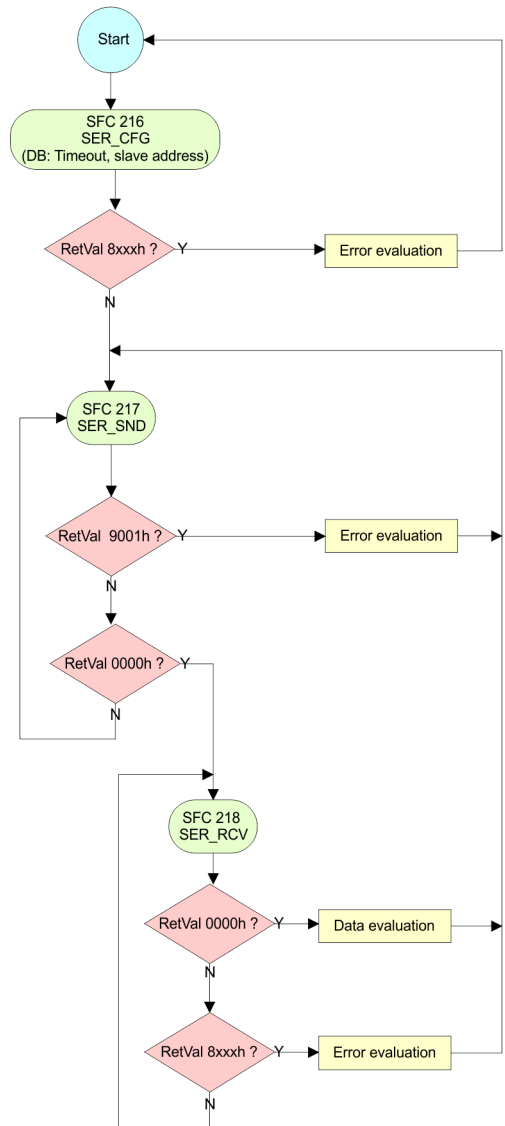 Start
SFC 216
SER_CFG
(DB: Timeout, slave address)
RetVal 8xxxh ?
Y
Error evaluation
N
SFC 217
SER_SND
RetVal 9001h ?
Y
Error evaluation
N
RetVal 0000h ?
Y
N
SFC 218
SER_RCV
RetVal 0000h ?
Y
Data evaluation
N
RetVal 8xxxh ?
Y
Error evaluation
N